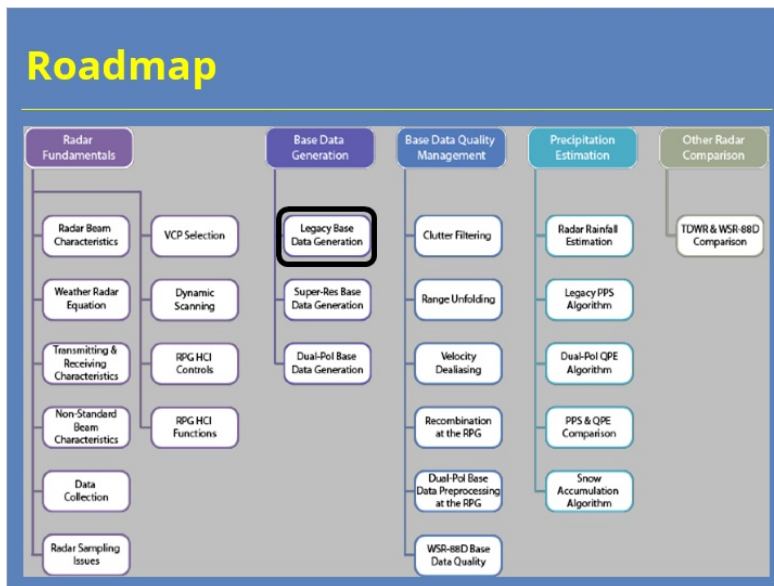 Roadmap
Radar
Fundamentals
Base Data
Generation
Base Data Quality
Management
Precipitation
Estimation
Other Radar
Comparison
Radar Beam
Characteristics
VCP Selection
Legacy Base
Data Generation
Clutter Filtering
Radar Rainfall
Estimation
TDWR & WSR-88D
Comparison
Weather Radar
Equation
Dynamic
Scanning
Super-Res Base
Data Generation
Range Unfolding
Legacy PPS
Algorithm
Transmitting &
Receiving
Characteristics
RPG HCI
Controls
Dual-Pol Base
Data Generation
Velocity
Dealiasing
Dual-Pol QPE
Algorithm
Non-Standard
Beam
Characteristics
RPG HCI
Functions
Recombination
at the RPG
PPS & QPE
Comparison
Data
Collection
Dual-Pol Base
Data Preprocessing
at the RPG
Snow
Accumulation
Algorithm
Radar Sampling
Issues
WSR-88D Base
Data Quality